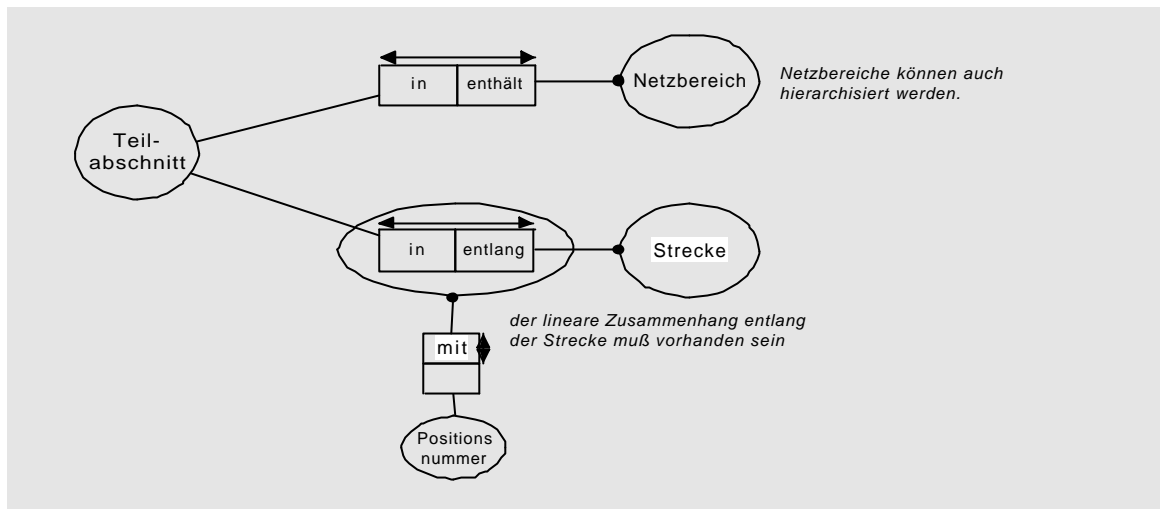 in
enthält
Netzbereich
Netzbereiche können auch
hierarchisiert werden.
Teil-
abschnitt
in
entlang
Strecke
der lineare Zusammenhang entlang
der Strecke muß vorhanden sein
mit
Positions
nummer